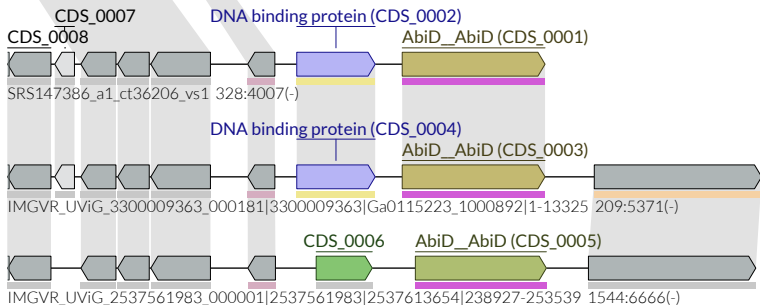 CDS_0007
DNA binding protein (CDS_0002)
CDS_0008
AbiD__AbiD (CDS_0001)
SRS147386_a1_ct36206_vs1 328:4007(-)
DNA binding protein (CDS_0004)
AbiD__AbiD (CDS_0003)
IMGVR_UViG_3300009363_000181|3300009363|Ga0115223_1000892|1-13325 209:5371(-)
CDS_0006
AbiD__AbiD (CDS_0005)
IMGVR_UViG_2537561983_000001|2537561983|2537613654|238927-253539 1544:6666(-)